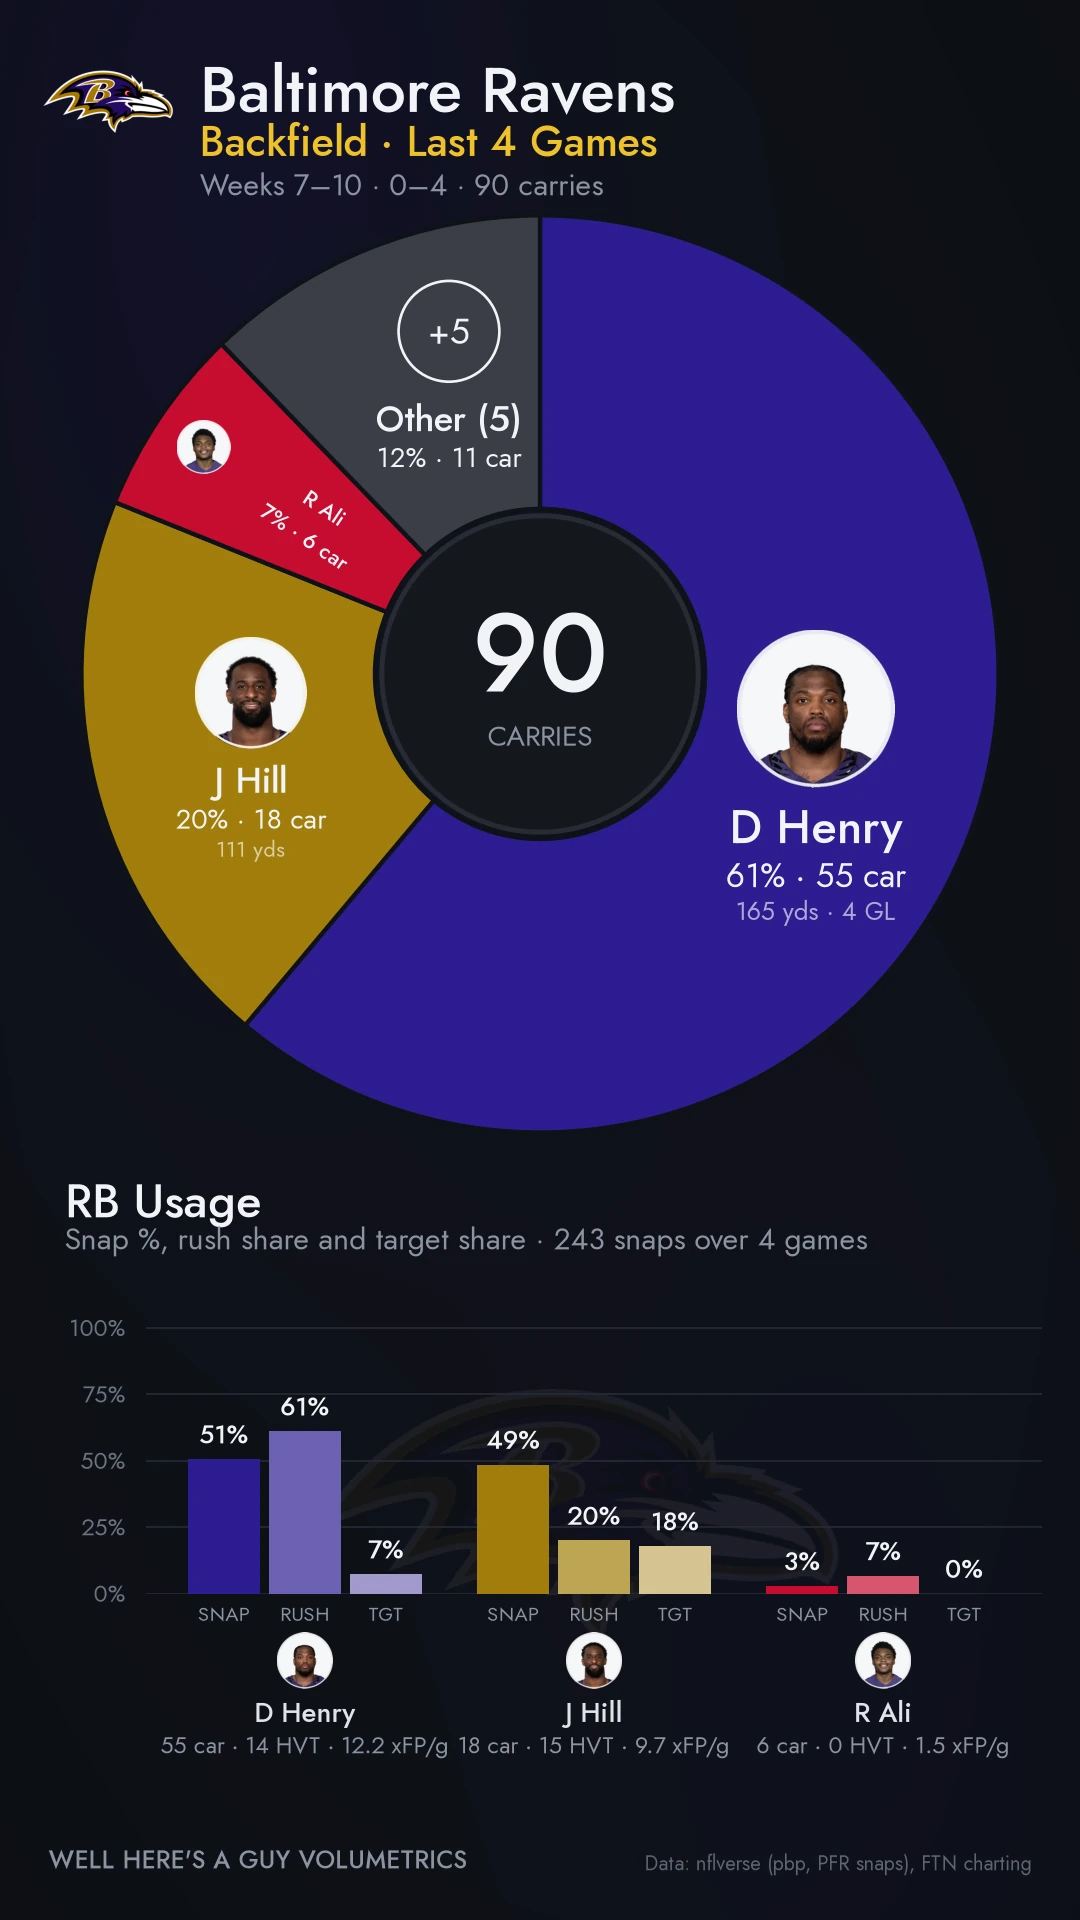 Baltimore Ravens
Backfield · Last 4 Games
Weeks 7–10 · 0–4 · 90 carries
+5
Other (5)
12% · 11 car
R Ali
7% · 6 car
90
CARRIES
J Hill
20% · 18 car
111 yds
D Henry
61% · 55 car
165 yds · 4 GL
RB Usage
Snap %, rush share and target share · 243 snaps over 4 games
100%
75%
50%
25%
0%
51%
61%
7%
49%
20%
18%
3%
7%
0%
SNAP RUSH TGT SNAP RUSH TGT SNAP RUSH TGT
D Henry J Hill R Ali
55 car · 14 HVT · 12.2 xFP/g 18 car · 15 HVT · 9.7 xFP/g 6 car · 0 HVT · 1.5 xFP/g
WELL HERE'S A GUY VOLUMETRICS
Data: nflverse (pbp, PFR snaps), FTN charting